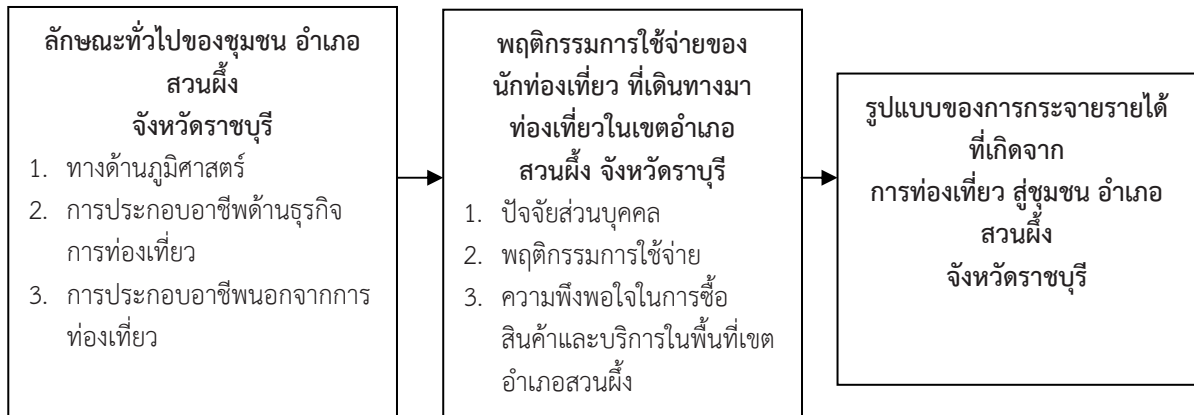 ลักษณะทั่วไปของชุมชน อำเภอ
สวนผึ้ง
จังหวัดราชบุรี
1. ทางด้านภูมิศาสตร์
2. การประกอบอาชีพด้านธุรกิจ
การท่องเที่ยว
3. การประกอบอาชีพนอกจากการ
ท่องเที่ยว
พฤติกรรมการใช้จ่ายของ
นักท่องเที่ยว ที่เดินทางมา
ท่องเที่ยวในเขตอำเภอ
สวนผึ้ง จังหวัดราบุรี
1. ปัจจัยส่วนบุคคล
2. พฤติกรรมการใช้จ่าย
3. ความพึงพอใจในการซื้อ
สินค้าและบริการในพื้นที่เขต
อำเภอสวนผึ้ง
รูปแบบของการกระจายรายได้
ที่เกิดจาก
การท่องเที่ยว สู่ชุมชน อำเภอ
สวนผึ้ง
จังหวัดราชบุรี